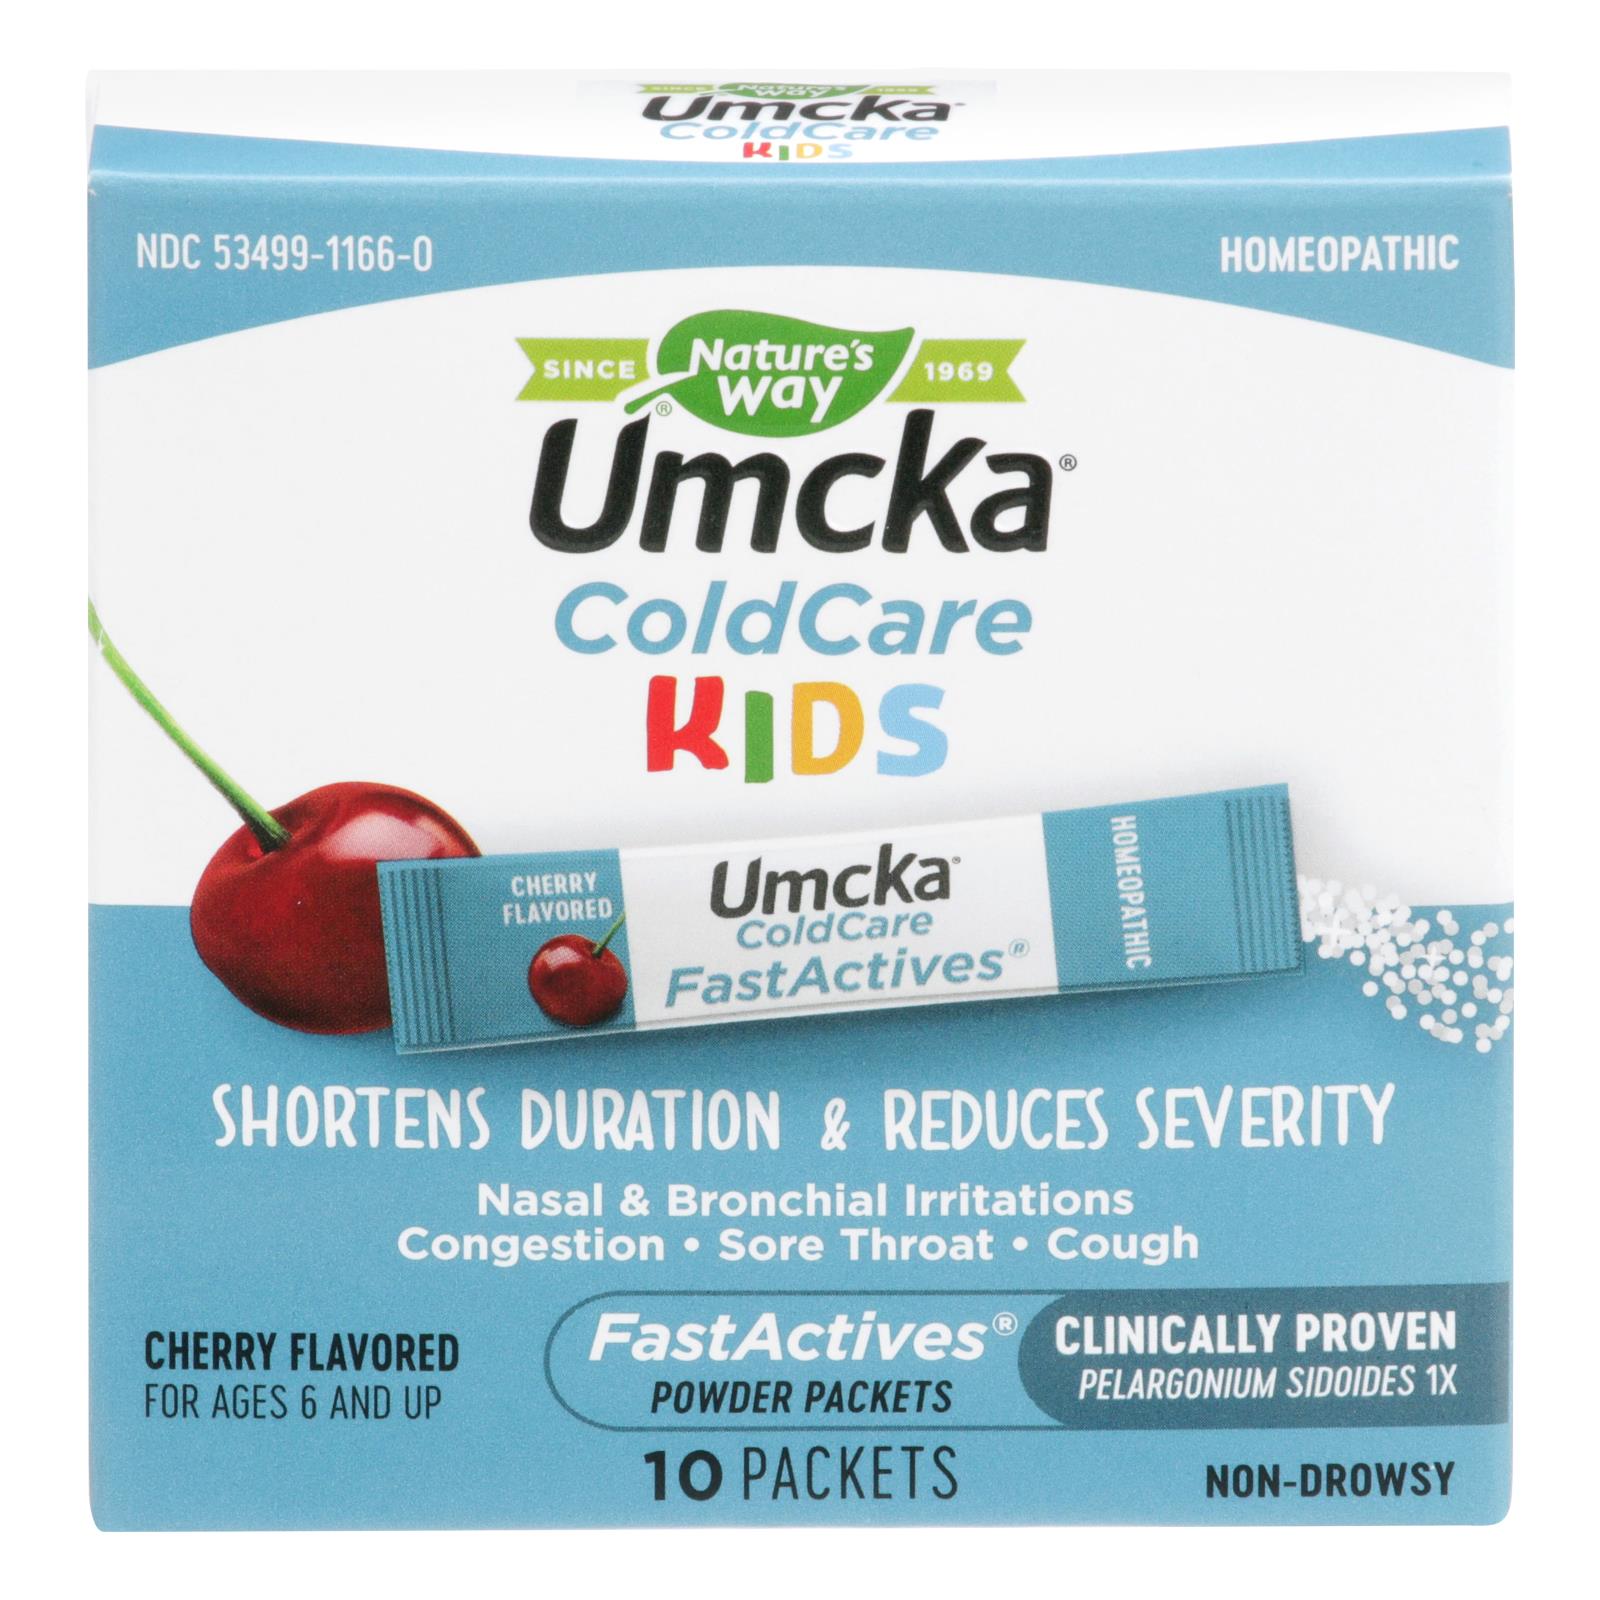 SINCE Nature's Way 1969
Umcka®
ColdCare
KIDS
NDC 53499-1166-0
HOMEOPATHIC
SINCE Nature's Way® 1969
Umcka®
ColdCare
KIDS
CHERRY
FLAVORED
Umcka®
ColdCare
FastActives®
HOMEOPATHIC
SHORTENS DURATION & REDUCES SEVERITY
Nasal & Bronchial Irritations
Congestion • Sore Throat • Cough
CHERRY FLAVORED
FOR AGES 6 AND UP
FastActives®
POWDER PACKETS
CLINICALLY PROVEN
PELARGONIUM SIDOIDES 1X
10 PACKETS
NON-DROWSY